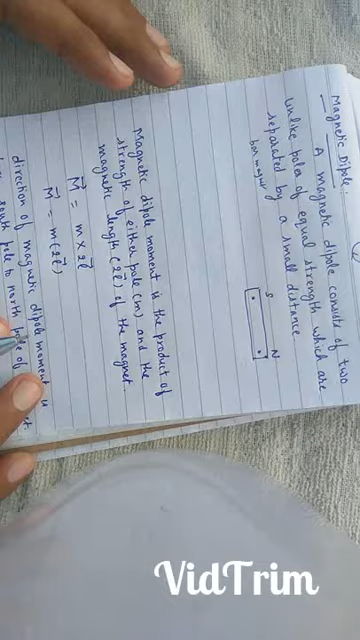 Magnetic Dipole:
A magnetic dipole consists of two
unlike poles of equal strength which are
separated by a small distance
bar magnet
S N
Magnetic dipole moment is the product of
strength of either pole (m) and the
magnetic length (2l) of the magnet.
M⃗ = m × 2l⃗
M⃗ = m(2l⃗)
direction of magnetic dipole moment is
south pole to north pole of
VidTrim